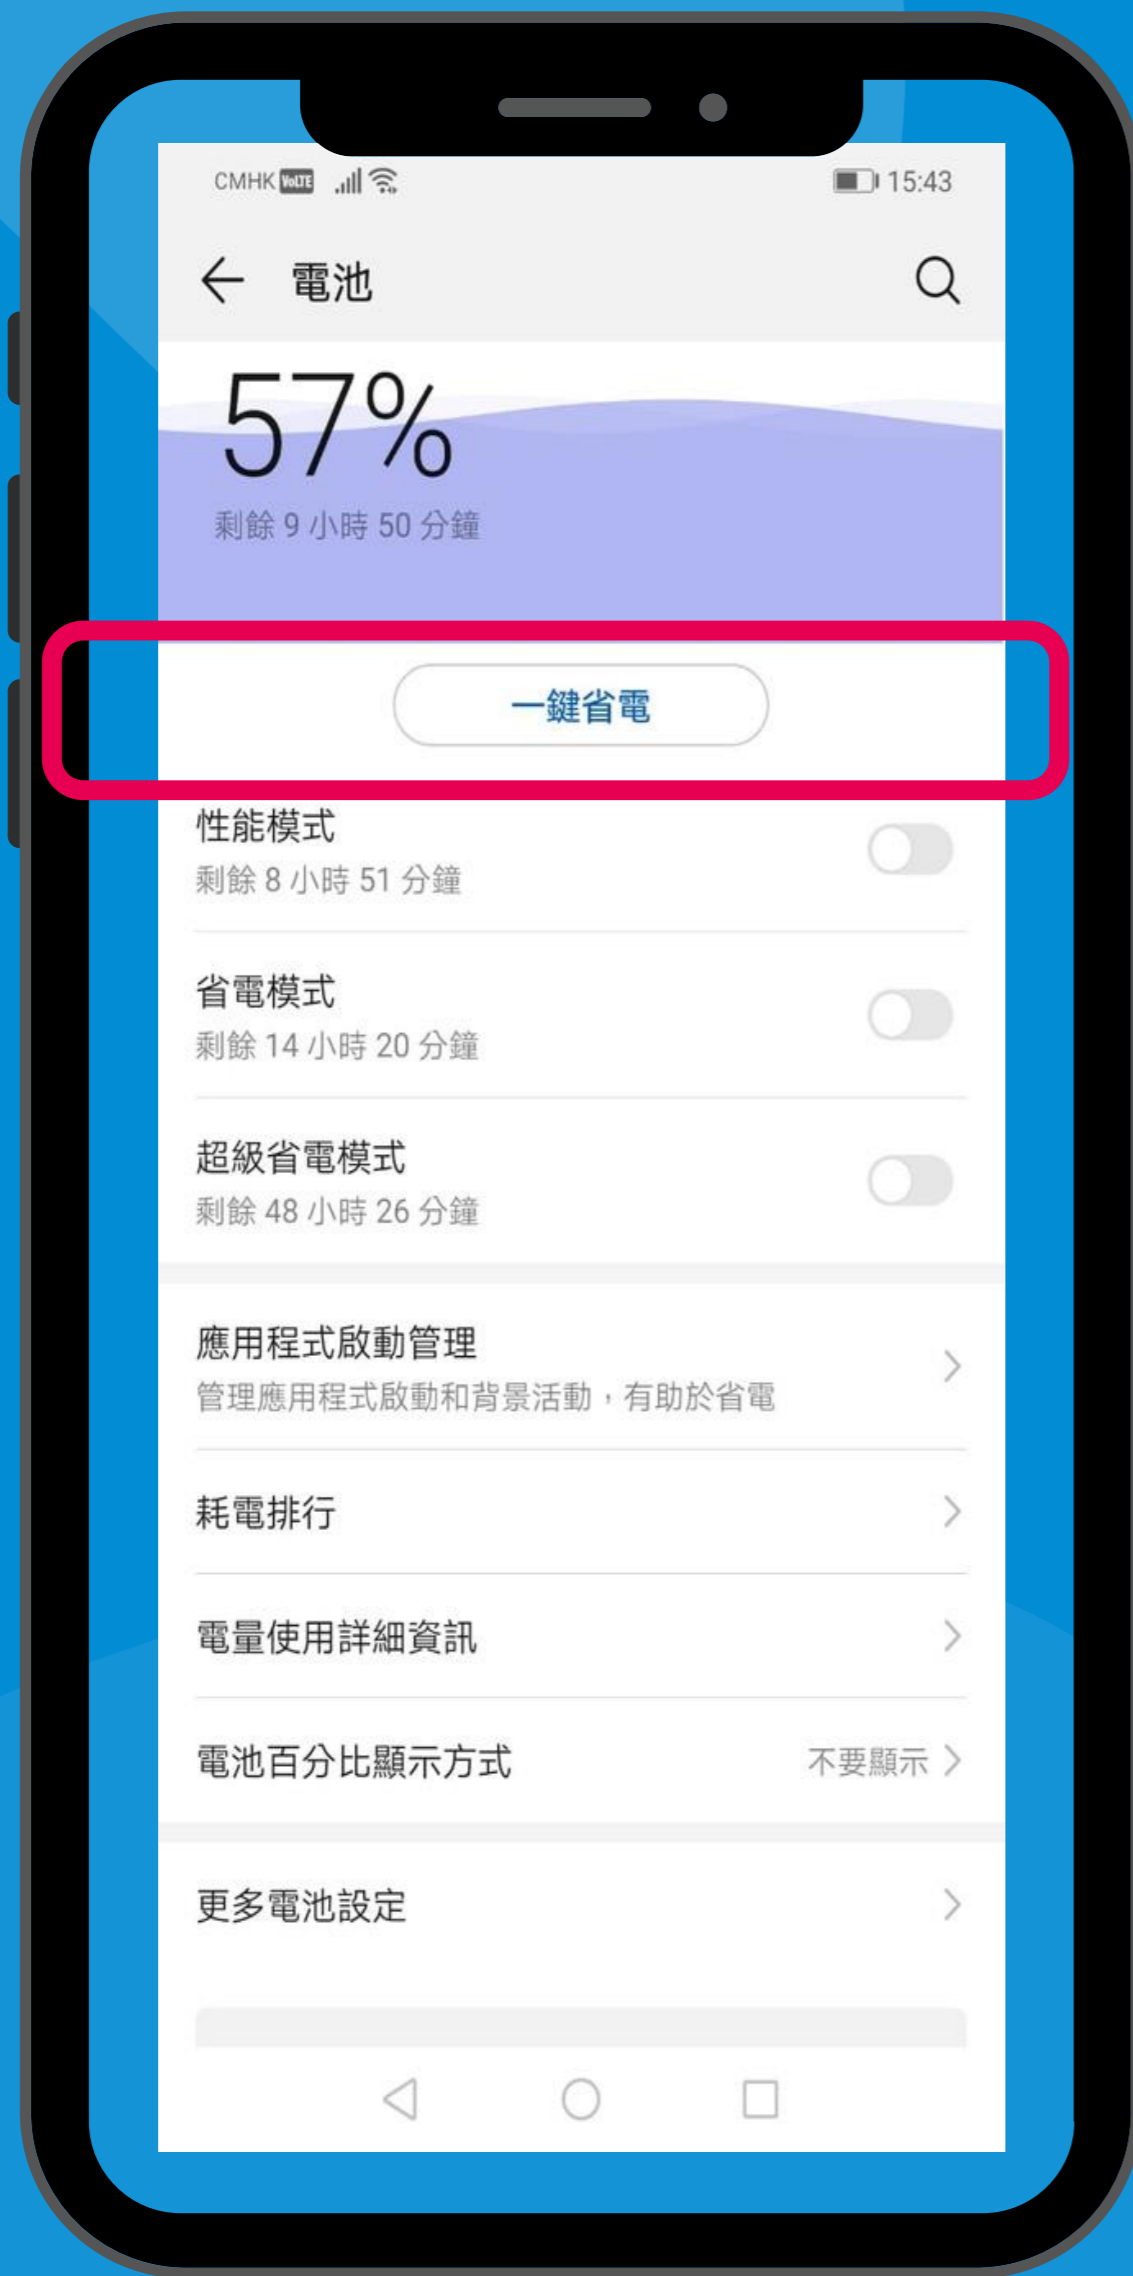 CMHK VoLTE 15:43
電池
57%
剩餘 9 小時 50 分鐘
一鍵省電
性能模式
剩餘 8 小時 51 分鐘
省電模式
剩餘 14 小時 20 分鐘
超級省電模式
剩餘 48 小時 26 分鐘
應用程式啟動管理
管理應用程式啟動和背景活動，有助於省電
耗電排行
電量使用詳細資訊
電池百分比顯示方式 不要顯示
更多電池設定